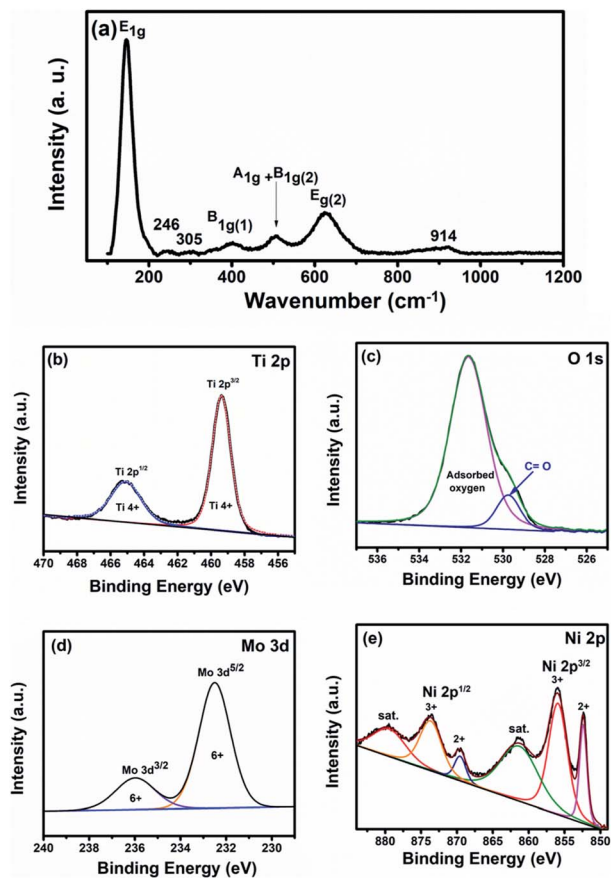 (a)
E1g
246
305
B1g(1)
A1g +B1g(2)
Eg(2)
914
Intensity (a. u.)
200 400 600 800 1000 1200
Wavenumber (cm-1)
(b)
Ti 2p
Ti 2p3/2
Ti 2p1/2
Ti 4+
Ti 4+
Intensity (a.u.)
470 468 466 464 462 460 458 456 454
Binding Energy (eV)
(c)
O 1s
C= O
Adsorbed
oxygen
Intensity (a.u.)
536 534 532 530 528 526
Binding Energy (eV)
(d)
Mo 3d
Mo 3d5/2
6+
Mo 3d3/2
6+
Intensity (a.u.)
240 238 236 234 232 230
Binding Energy (eV)
(e)
Ni 2p
Ni 2p3/2
3+
2+
Ni 2p1/2
3+
2+
sat.
sat.
Intensity (a.u.)
880 875 870 865 860 855 850
Binding Energy (eV)